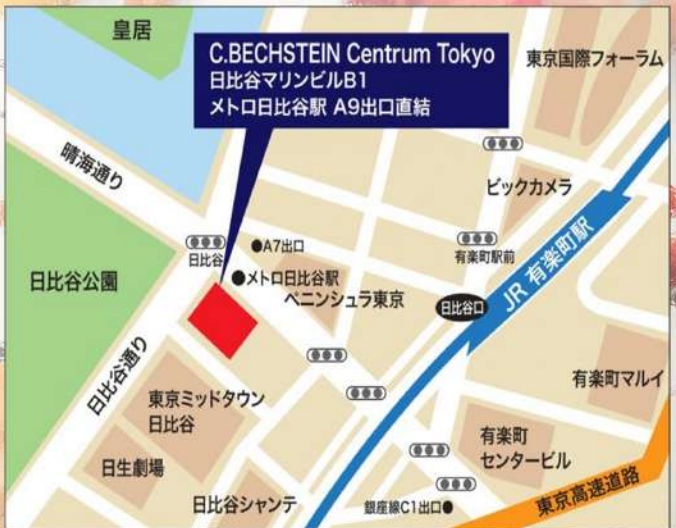 皇居
C.BECHSTEIN Centrum Tokyo
日比谷マリンビルB1
メトロ日比谷駅 A9出口直結
東京国際フォーラム
晴海通り
ビックカメラ
●A7出口
日比谷
有楽町駅前
JR 有楽町駅
日比谷公園
●メトロ日比谷駅
ペニンシュラ東京
日比谷口
日比谷通り
有楽町マルイ
東京ミッドタウン
日比谷
有楽町
センタービル
日生劇場
東京高速道路
日比谷シャンテ
銀座線C1出口●